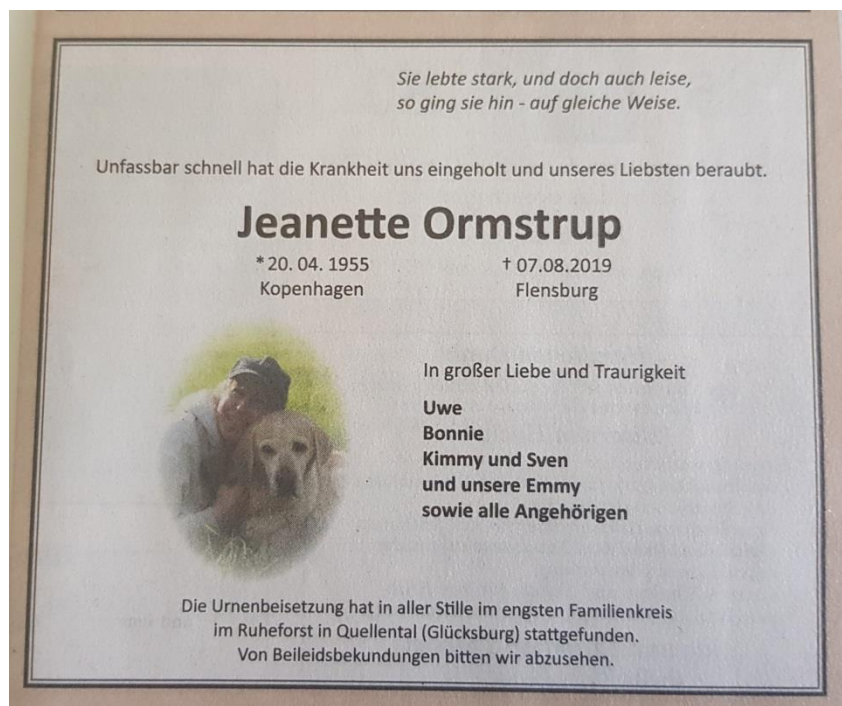 Sie lebte stark, und doch auch leise,
so ging sie hin - auf gleiche Weise.
Unfassbar schnell hat die Krankheit uns eingeholt und unseres Liebsten beraubt.
Jeanette Ormstrup
* 20. 04. 1955
† 07.08.2019
Kopenhagen
Flensburg
In großer Liebe und Traurigkeit
Uwe
Bonnie
Kimmy und Sven
und unsere Emmy
sowie alle Angehörigen
Die Urnenbeisetzung hat in aller Stille im engsten Familienkreis
im Ruheforst in Quellental (Glücksburg) stattgefunden.
Von Beileidsbekundungen bitten wir abzusehen.